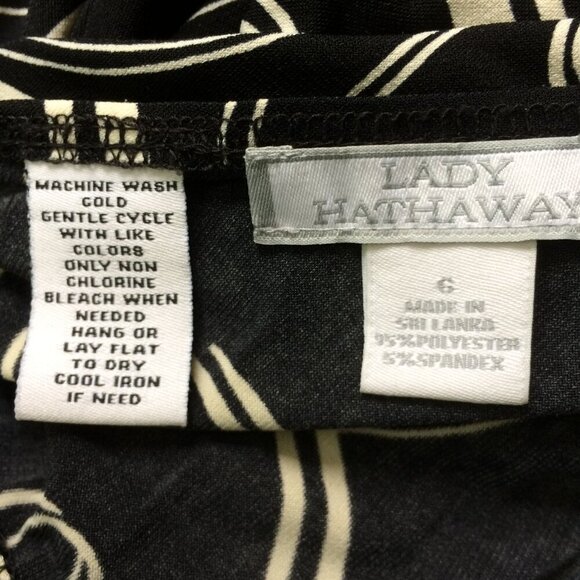 MACHINE WASH
COLD
GENTLE CYCLE
WITH LIKE
COLORS
ONLY NON
CHLORINE
BLEACH WHEN
NEEDED
HANG OR
LAY FLAT
TO DRY
COOL IRON
IF NEED
LADY
HATHAWAY
6
MADE IN
SRI LANKA
95%POLYESTER
5%SPANDEX